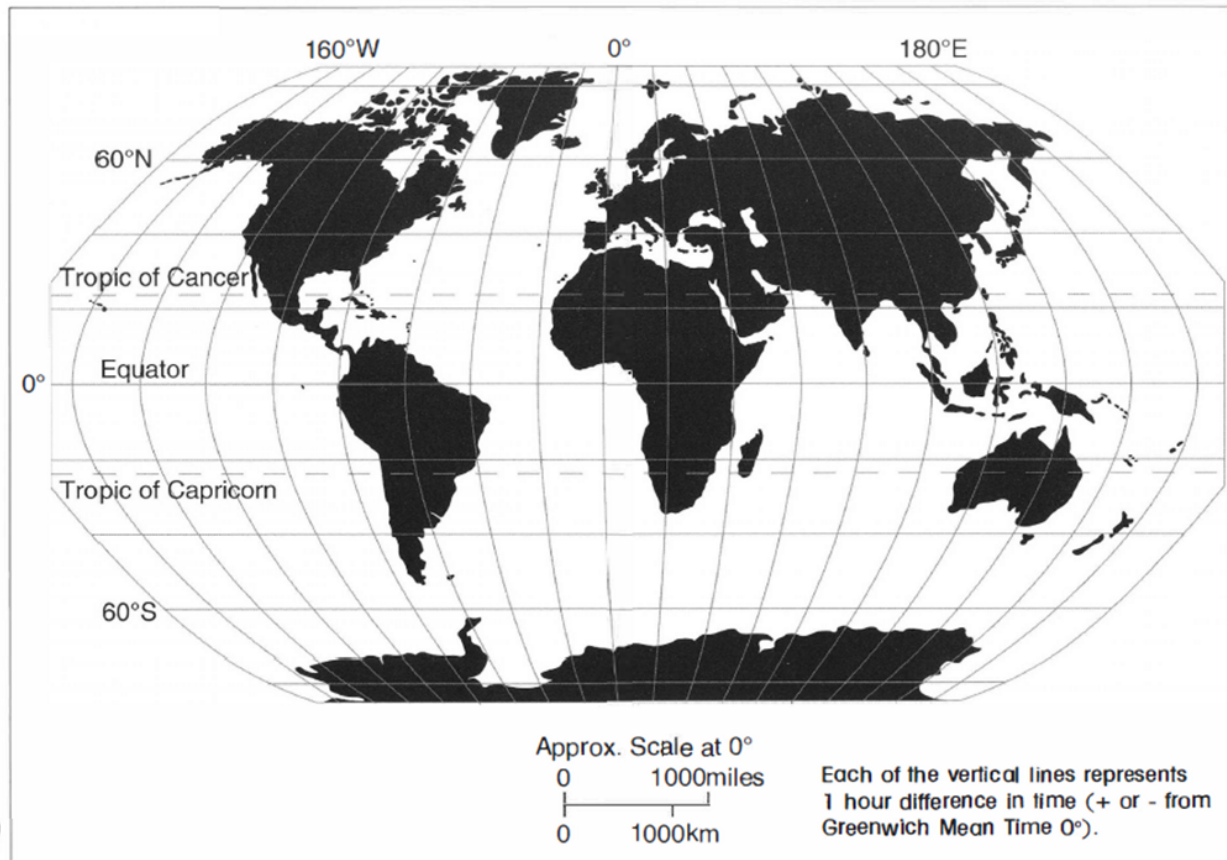 160°W 0° 180°E
60°N
Tropic of Cancer
Equator
0°
Tropic of Capricorn
60°S
Approx. Scale at 0°
0 1000miles
0 1000km
Each of the vertical lines represents
1 hour difference in time (+ or - from
Greenwich Mean Time 0°).